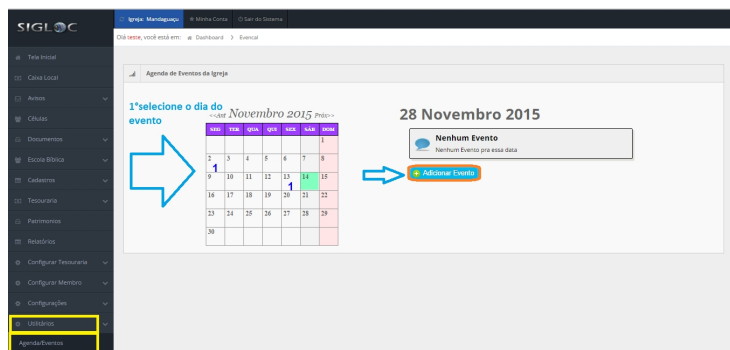 SIGLOC
Igreja: Mandaguaçu Minha Conta Sair do Sistema
Olá teste, você está em: Dashboard > Evencal
Tela Inicial
Caixa Local
Avisos
Documentos
Escola Bíblica
Cadastros
Tesouraria
Patrimonios
Relatórios
Configurar Tesouraria
Configurar Membro
Configurações
Utilitários
Agenda/Eventos
Agenda de Eventos da Igreja
1°selecione o dia do
evento
<<Ant Novembro 2015 Próx>>
SEG TER QUA QUI SEX SÁB DOM
1
2 3 4 5 6 7 8
1
9 10 11 12 13 14 15
1
16 17 18 19 20 21 22
23 24 25 26 27 28 29
30
28 Novembro 2015
Nenhum Evento
Nenhum Evento pra essa data
Adicionar Evento